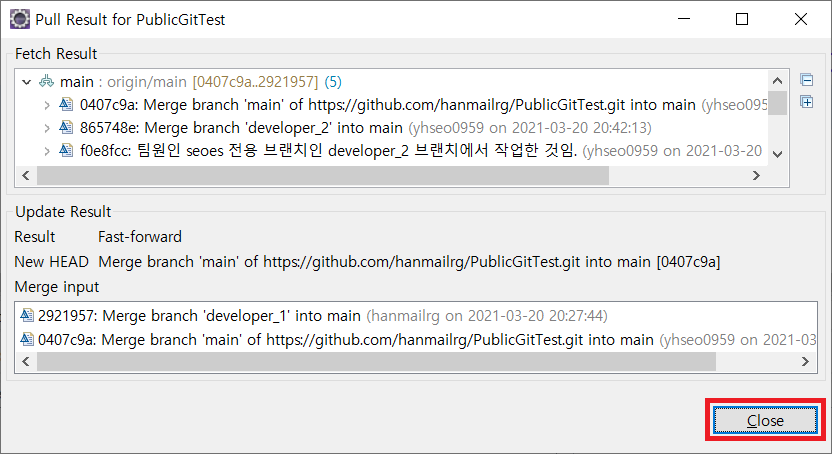 Pull Result for PublicGitTest
Fetch Result
main : origin/main [0407c9a..2921957] (5)
0407c9a: Merge branch 'main' of https://github.com/hanmailrg/PublicGitTest.git into main (yhseo095
865748e: Merge branch 'developer_2' into main (yhseo0959 on 2021-03-20 20:42:13)
f0e8fcc: 팀원인 seoes 전용 브랜치인 developer_2 브랜치에서 작업한 것임. (yhseo0959 on 2021-03-20
Update Result
Result Fast-forward
New HEAD Merge branch 'main' of https://github.com/hanmailrg/PublicGitTest.git into main [0407c9a]
Merge input
2921957: Merge branch 'developer_1' into main (hanmailrg on 2021-03-20 20:27:44)
0407c9a: Merge branch 'main' of https://github.com/hanmailrg/PublicGitTest.git into main (yhseo0959 on 2021-03
Close